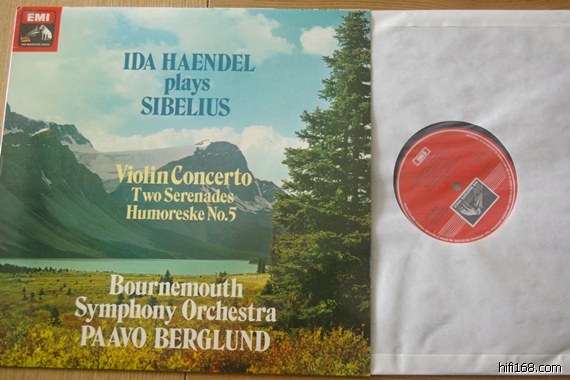 EMI
IDA HAENDEL
plays
SIBELIUS
Violin Concerto
Two Serenades
Humoreske No.5
Bournemouth
Symphony Orchestra
PAAVO BERGLUND
EMI
hifi168.com